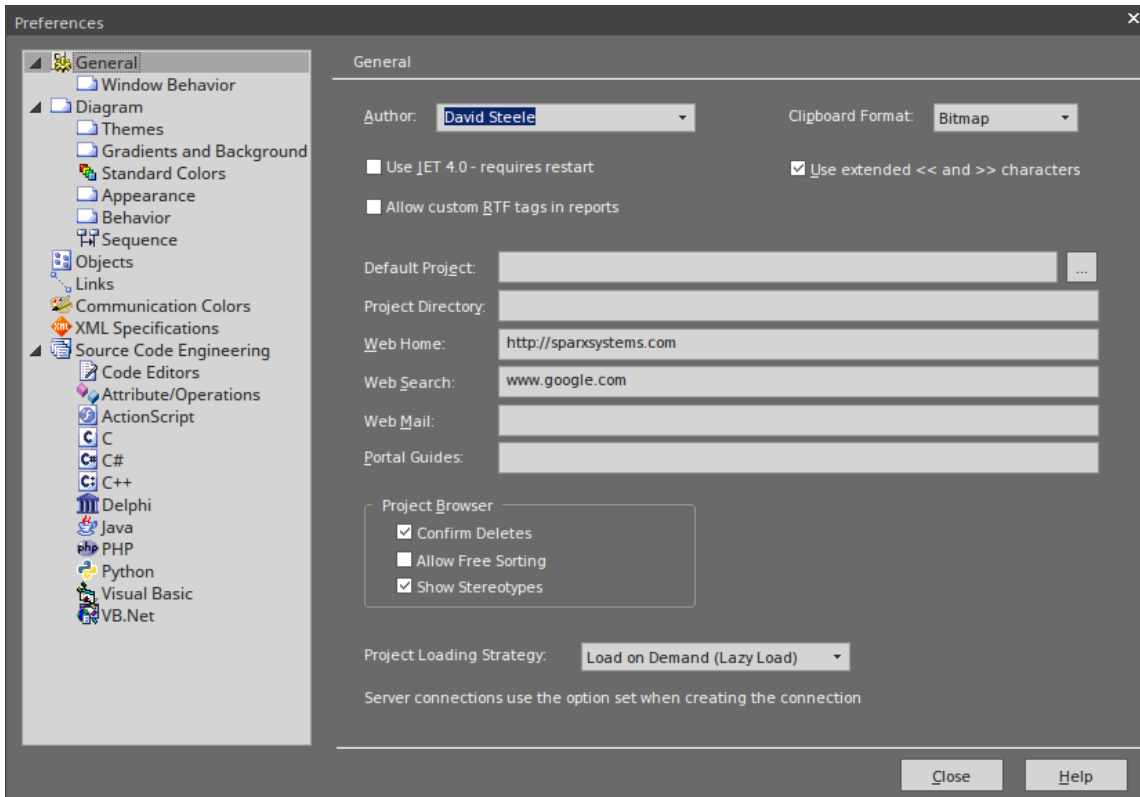 Preferences
General
Window Behavior
Diagram
Themes
Gradients and Background
Standard Colors
Appearance
Behavior
Sequence
Objects
Links
Communication Colors
XML Specifications
Source Code Engineering
Code Editors
Attribute/Operations
ActionScript
C
C#
C++
Delphi
Java
PHP
Python
Visual Basic
VB.Net
General
Author: David Steele Clipboard Format: Bitmap
Use JET 4.0 - requires restart Use extended << and >> characters
Allow custom RTF tags in reports
Default Project: ...
Project Directory:
Web Home: http://sparxsystems.com
Web Search: www.google.com
Web Mail:
Portal Guides:
Project Browser
Confirm Deletes
Allow Free Sorting
Show Stereotypes
Project Loading Strategy: Load on Demand (Lazy Load)
Server connections use the option set when creating the connection
Close Help